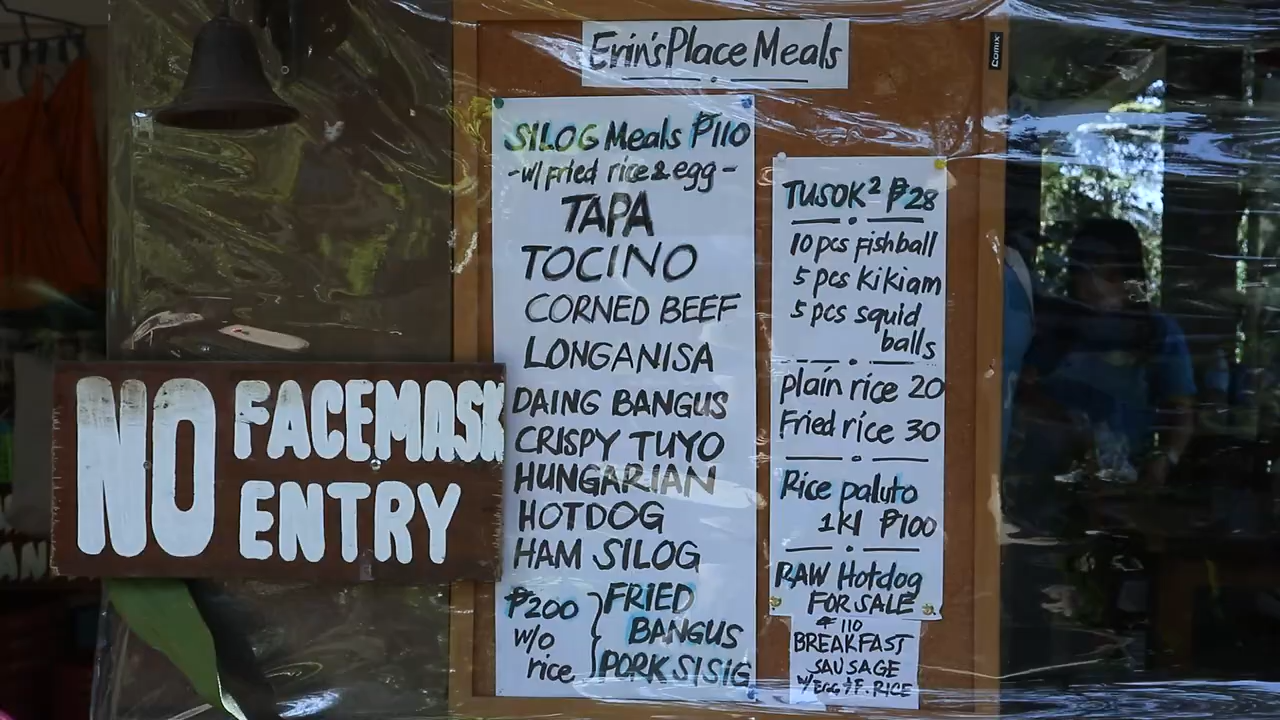 Erin's Place Meals
SILOG Meals ₱110
-w/ fried rice & egg-
TAPA
TOCINO
CORNED BEEF
LONGANISA
DAING BANGUS
CRISPY TUYO
HUNGARIAN
HOTDOG
HAM SILOG
₱200 w/o rice } FRIED BANGUS
PORK SISIG
TUSOK² ₱28
10 pcs fishball
5 pcs kikiam
5 pcs squid
balls
plain rice 20
Fried rice 30
Rice paluto
1Kl ₱100
RAW Hotdog
FOR SALE
₱110
BREAKFAST
SAUSAGE
W/EGG & F. RICE
NO FACEMASK
NO ENTRY
Comix